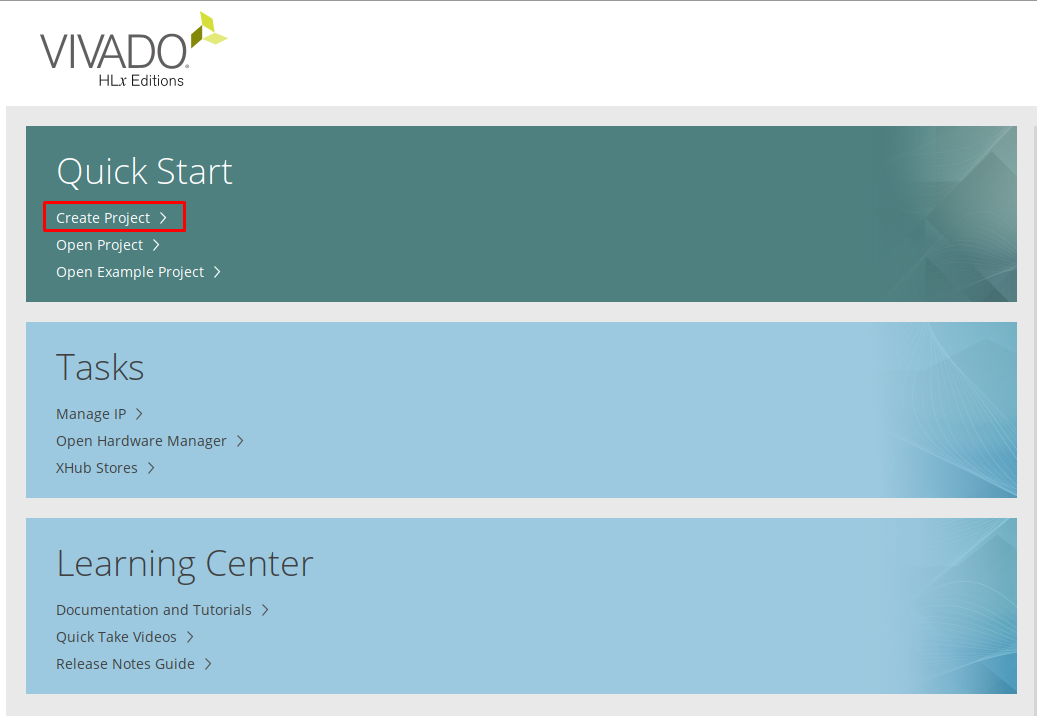 VIVADO
HLx Editions
Quick Start
Create Project
Open Project
Open Example Project
Tasks
Manage IP
Open Hardware Manager
XHub Stores
Learning Center
Documentation and Tutorials
Quick Take Videos
Release Notes Guide